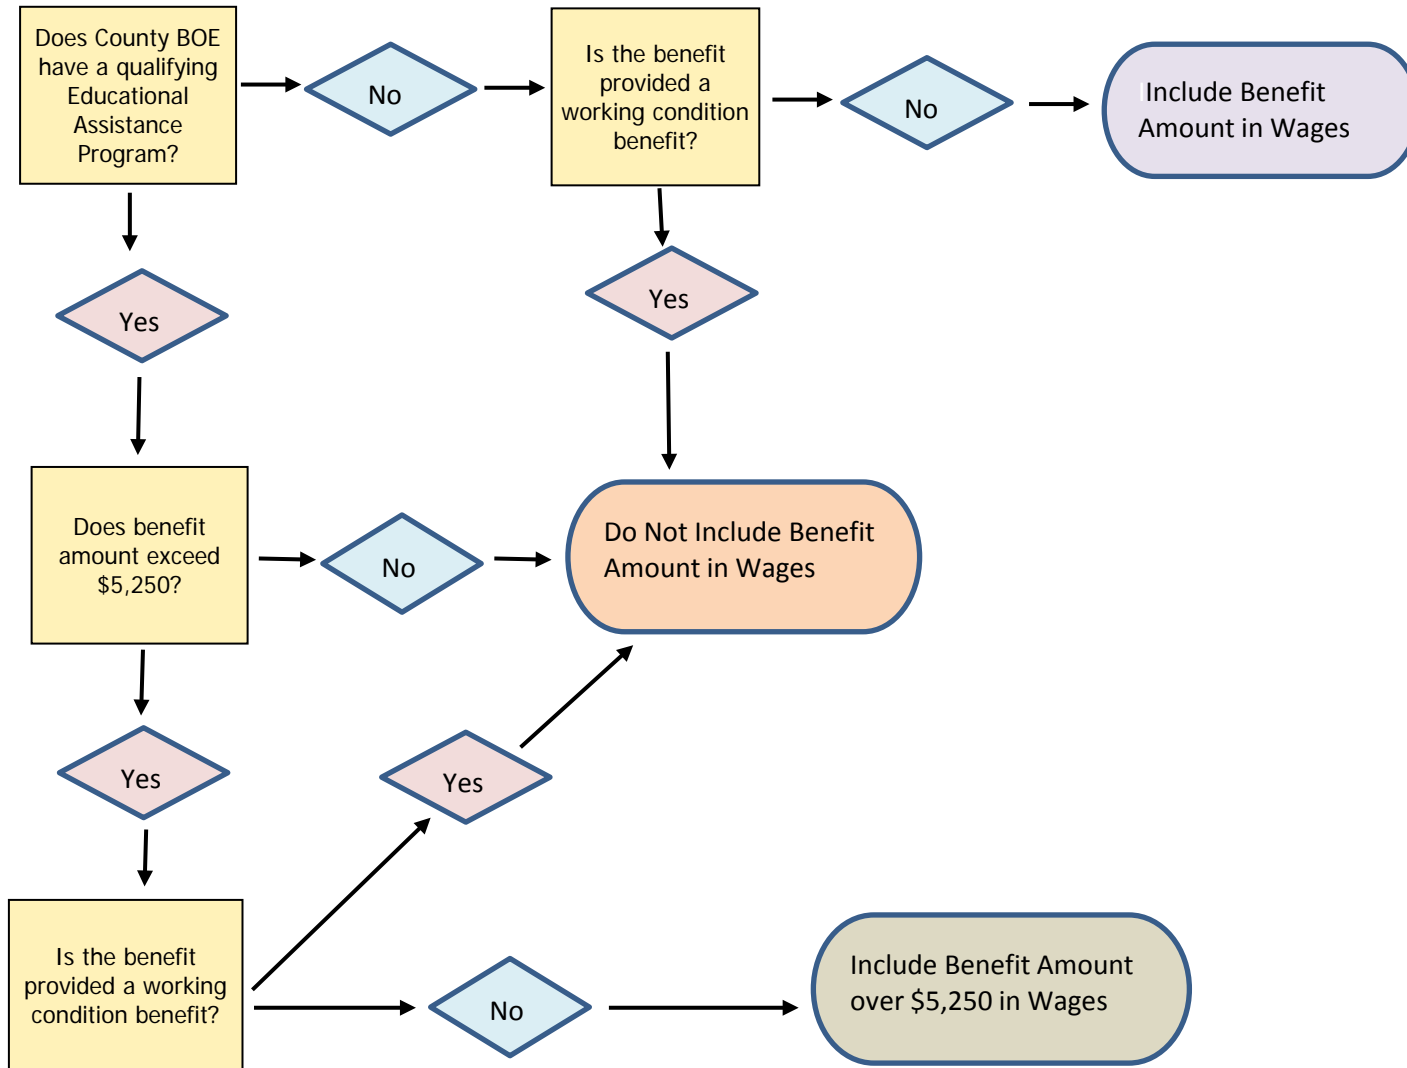 Does County BOE
have a qualifying
Educational
Assistance
Program?
No
Is the benefit
provided a
working condition
benefit?
No
Include Benefit
Amount in Wages
Yes
Yes
Does benefit
amount exceed
$5,250?
No
Do Not Include Benefit
Amount in Wages
Yes
Yes
Is the benefit
provided a working
condition benefit?
No
Include Benefit Amount
over $5,250 in Wages